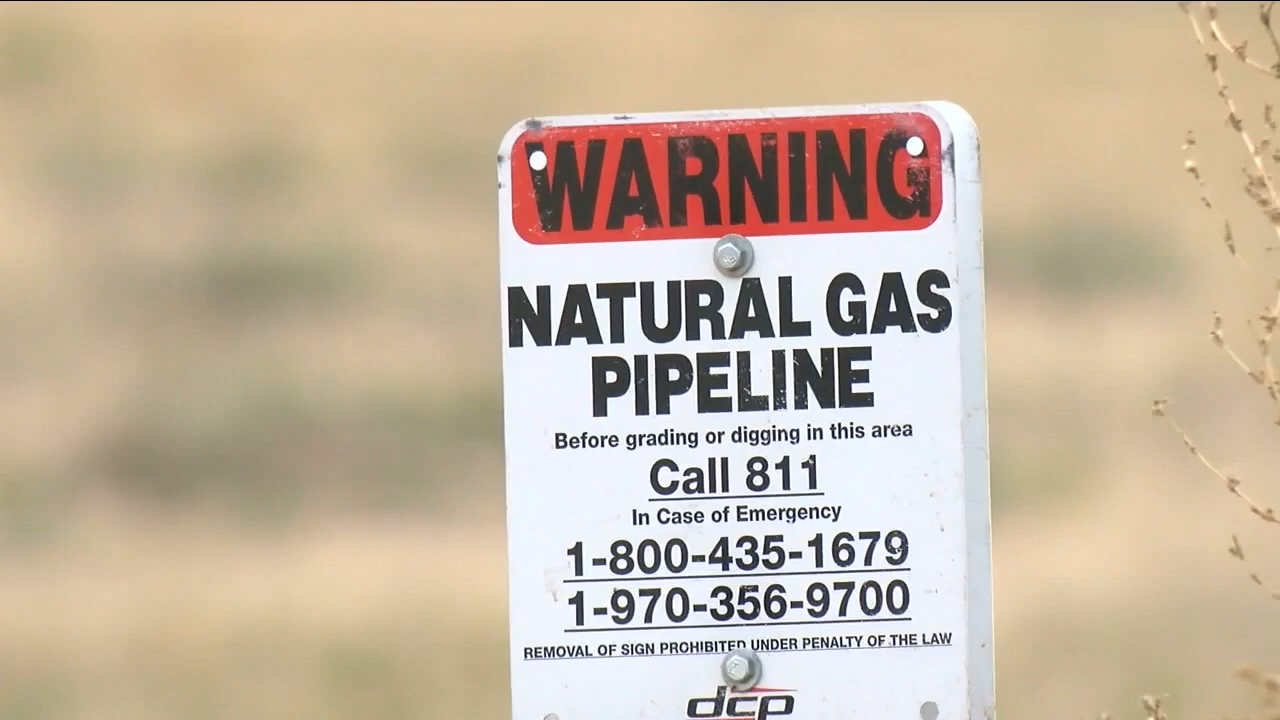 WARNING
NATURAL GAS
PIPELINE
Before grading or digging in this area
Call 811
In Case of Emergency
1-800-435-1679
1-970-356-9700
REMOVAL OF SIGN PROHIBITED UNDER PENALTY OF THE LAW
dcp